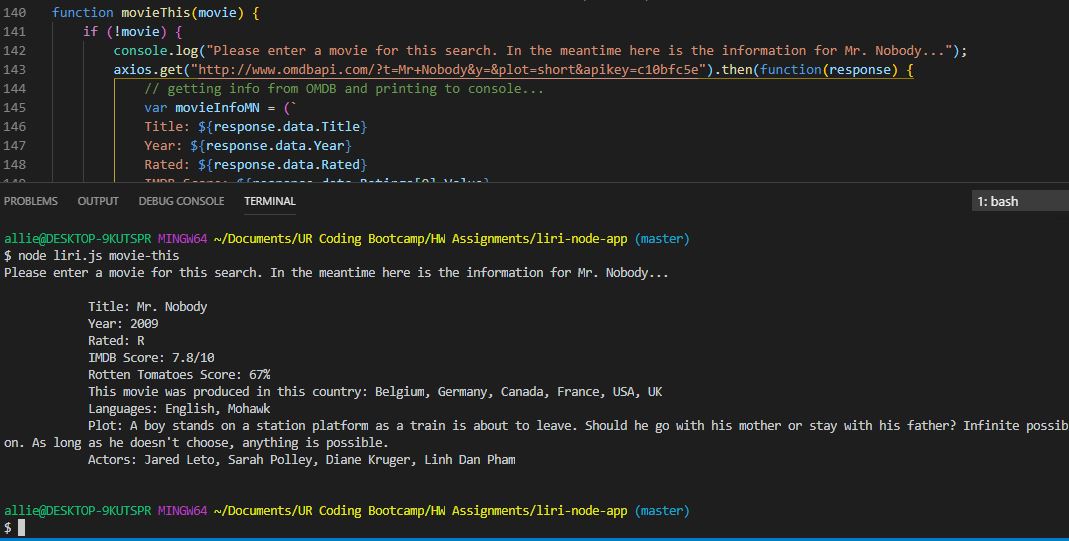 140 function movieThis(movie) {
141 if (!movie) {
142 console.log("Please enter a movie for this search. In the meantime here is the information for Mr. Nobody...");
143 axios.get("http://www.omdbapi.com/?t=Mr+Nobody&y=&plot=short&apikey=c10bfc5e").then(function(response) {
144 // getting info from OMDB and printing to console...
145 var movieInfoMN = (`
146 Title: ${response.data.Title}
147 Year: ${response.data.Year}
148 Rated: ${response.data.Rated}
149 IMDB Score: ${response.data.Ratings[0].Value}
PROBLEMS OUTPUT DEBUG CONSOLE TERMINAL 1: bash
allie@DESKTOP-9KUTSPR MINGW64 ~/Documents/UR Coding Bootcamp/HW Assignments/liri-node-app (master)
$ node liri.js movie-this
Please enter a movie for this search. In the meantime here is the information for Mr. Nobody...
Title: Mr. Nobody
Year: 2009
Rated: R
IMDB Score: 7.8/10
Rotten Tomatoes Score: 67%
This movie was produced in this country: Belgium, Germany, Canada, France, USA, UK
Languages: English, Mohawk
Plot: A boy stands on a station platform as a train is about to leave. Should he go with his mother or stay with his father? Infinite possib
on. As long as he doesn't choose, anything is possible.
Actors: Jared Leto, Sarah Polley, Diane Kruger, Linh Dan Pham
allie@DESKTOP-9KUTSPR MINGW64 ~/Documents/UR Coding Bootcamp/HW Assignments/liri-node-app (master)
$